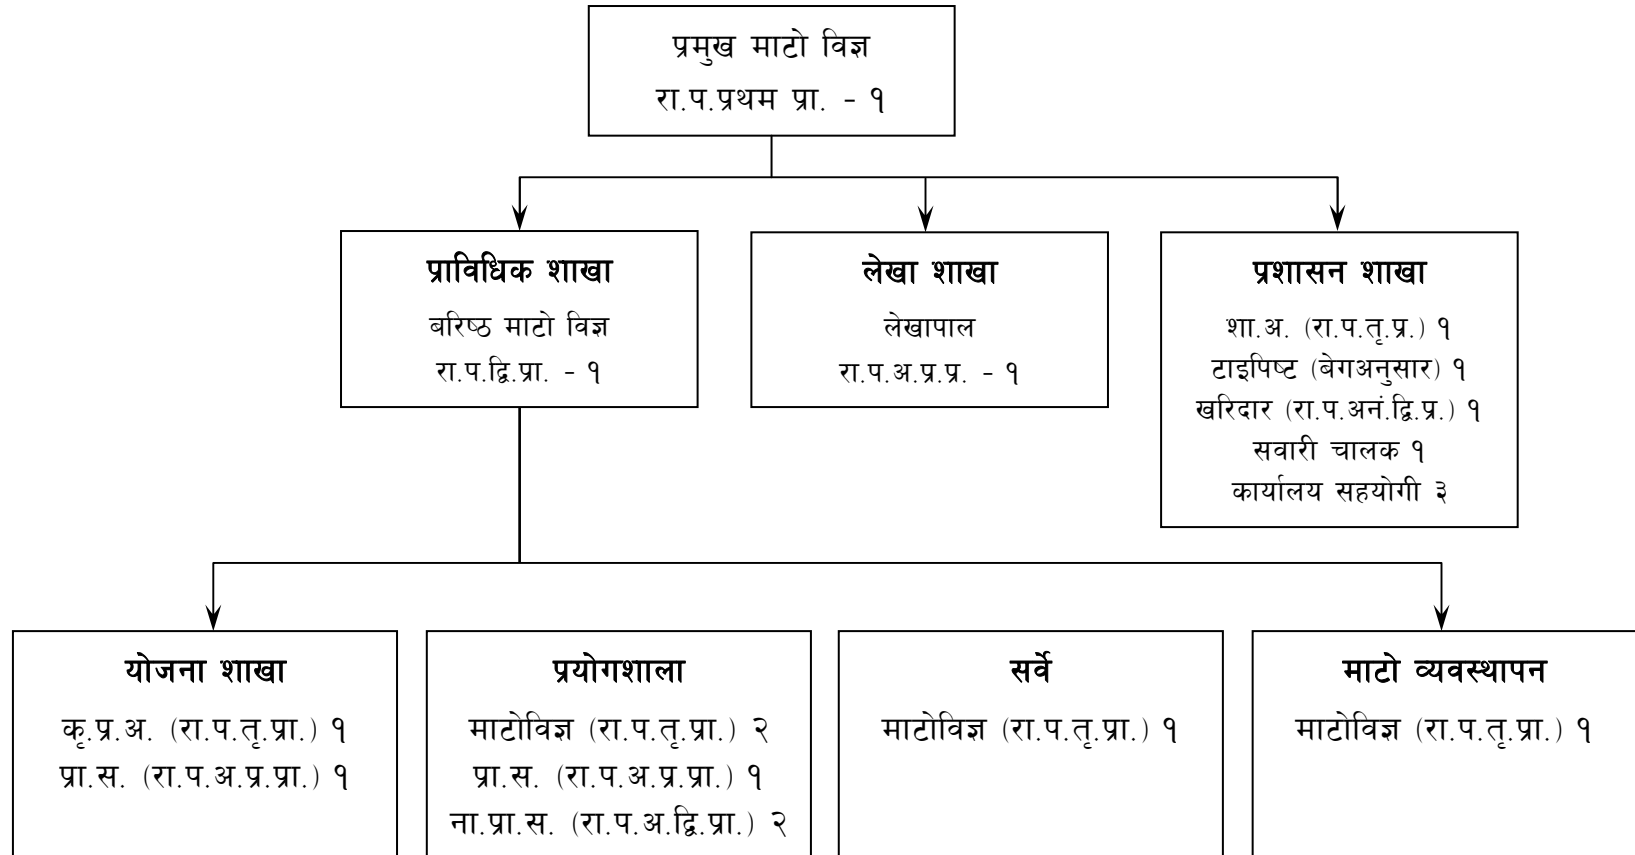 प्रमुख माटो विज्ञ
रा.प.प्रथम प्रा. - १
प्राविधिक शाखा
बरिष्ठ माटो विज्ञ
रा.प.द्वि.प्रा. - १
लेखा शाखा
लेखापाल
रा.प.अ.प्र.प्र. - १
प्रशासन शाखा
शा.अ. (रा.प.तृ.प्र.) १
टाइपिष्ट (बेगअनुसार) १
खरिदार (रा.प.अनं.द्वि.प्र.) १
सवारी चालक १
कार्यालय सहयोगी ३
योजना शाखा
कृ.प्र.अ. (रा.प.तृ.प्रा.) १
प्रा.स. (रा.प.अ.प्र.प्रा.) १
प्रयोगशाला
माटोविज्ञ (रा.प.तृ.प्रा.) २
प्रा.स. (रा.प.अ.प्र.प्रा.) १
ना.प्रा.स. (रा.प.अ.द्वि.प्रा.) २
सर्वे
माटोविज्ञ (रा.प.तृ.प्रा.) १
माटो व्यवस्थापन
माटोविज्ञ (रा.प.तृ.प्रा.) १